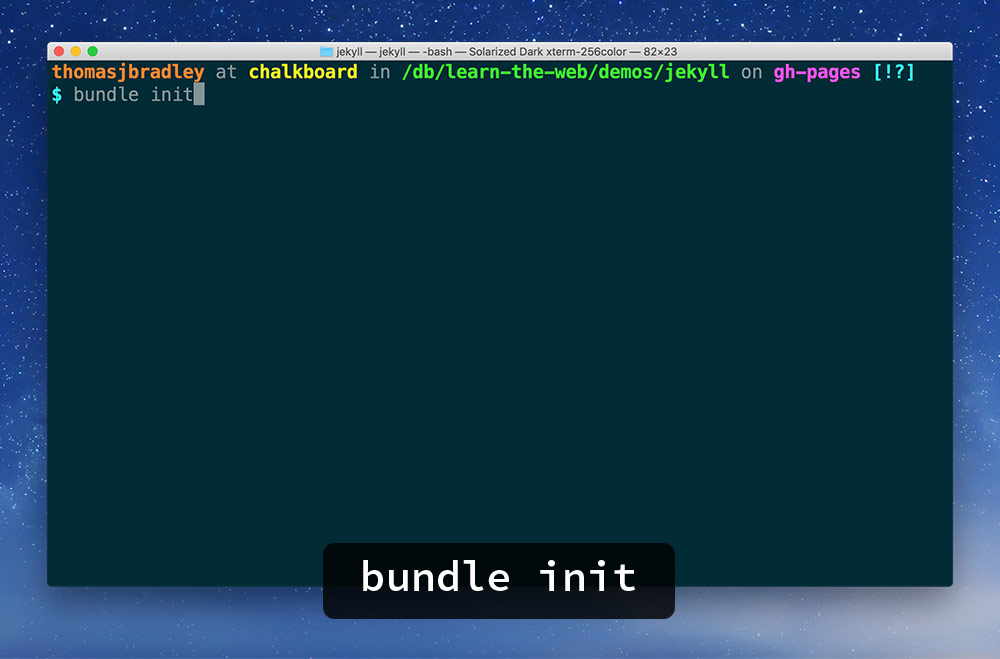 jekyll — jekyll — -bash — Solarized Dark xterm-256color — 82×23
thomasjbradley at chalkboard in /db/learn-the-web/demos/jekyll on gh-pages [!?]
$ bundle init
bundle init